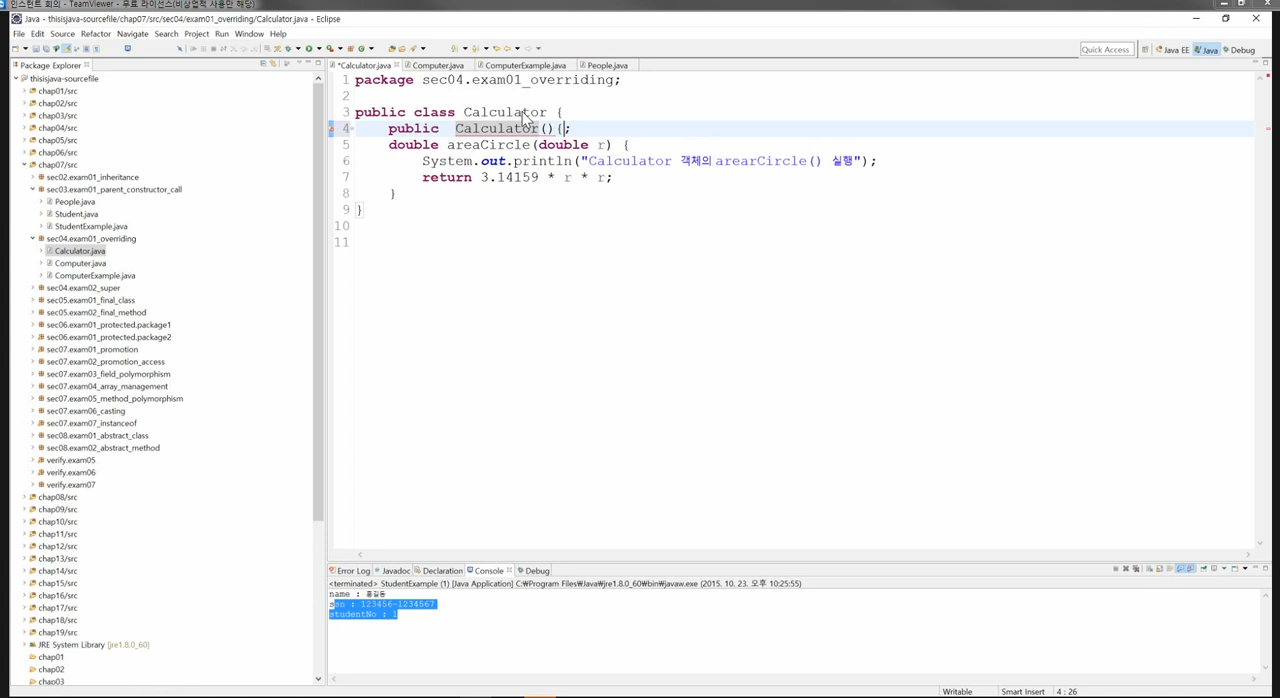 인스턴트 회의 - TeamViewer - 무료 라이선스(비상업적 사용만 해당)
Java - thisisjava-sourcefile/chap07/src/sec04/exam01_overriding/Calculator.java - Eclipse
File Edit Source Refactor Navigate Search Project Run Window Help
Quick Access Java EE Java Debug
Package Explorer
thisisjava-sourcefile
chap01/src
chap02/src
chap03/src
chap04/src
chap05/src
chap06/src
chap07/src
sec02.exam01_inheritance
sec03.exam01_parent_constructor_call
People.java
Student.java
StudentExample.java
sec04.exam01_overriding
Calculator.java
Computer.java
ComputerExample.java
sec04.exam02_super
sec05.exam01_final_class
sec05.exam02_final_method
sec06.exam01_protected.package1
sec06.exam01_protected.package2
sec07.exam01_promotion
sec07.exam02_promotion_access
sec07.exam03_field_polymorphism
sec07.exam04_array_management
sec07.exam05_method_polymorphism
sec07.exam06_casting
sec07.exam07_instanceof
sec08.exam01_abstract_class
sec08.exam02_abstract_method
verify.exam05
verify.exam06
verify.exam07
chap08/src
chap09/src
chap10/src
chap11/src
chap12/src
chap13/src
chap14/src
chap15/src
chap16/src
chap17/src
chap18/src
chap19/src
JRE System Library [jre1.8.0_60]
chap01
chap02
chap03
*Calculator.java Computer.java ComputerExample.java People.java
1 package sec04.exam01_overriding;
2
3 public class Calculator {
4 public Calculator(){;
5 double areaCircle(double r) {
6 System.out.println("Calculator 객체의 arearCircle() 실행");
7 return 3.14159 * r * r;
8 }
9 }
10
11
Error Log Javadoc Declaration Console Debug
<terminated> StudentExample (1) [Java Application] C:₩Program Files₩Java₩jre1.8.0_60₩bin₩javaw.exe (2015. 10. 23. 오후 10:25:55)
name : 홍길동
ssn : 123456-1234567
studentNo : 1
Writable Smart Insert 4 : 26